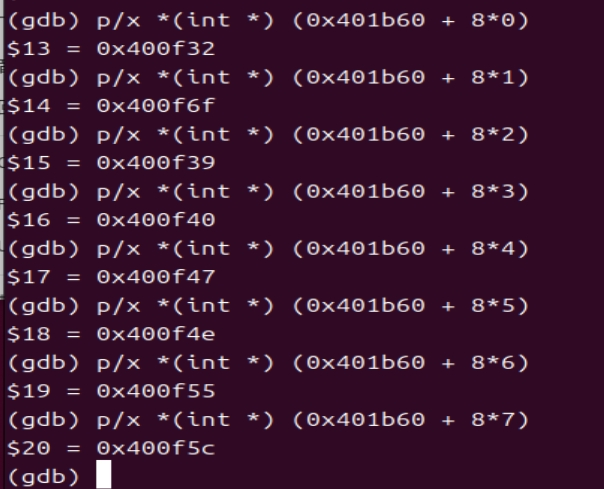 (gdb) p/x *(int *) (0x401b60 + 8*0)
$13 = 0x400f32
(gdb) p/x *(int *) (0x401b60 + 8*1)
$14 = 0x400f6f
(gdb) p/x *(int *) (0x401b60 + 8*2)
$15 = 0x400f39
(gdb) p/x *(int *) (0x401b60 + 8*3)
$16 = 0x400f40
(gdb) p/x *(int *) (0x401b60 + 8*4)
$17 = 0x400f47
(gdb) p/x *(int *) (0x401b60 + 8*5)
$18 = 0x400f4e
(gdb) p/x *(int *) (0x401b60 + 8*6)
$19 = 0x400f55
(gdb) p/x *(int *) (0x401b60 + 8*7)
$20 = 0x400f5c
(gdb)